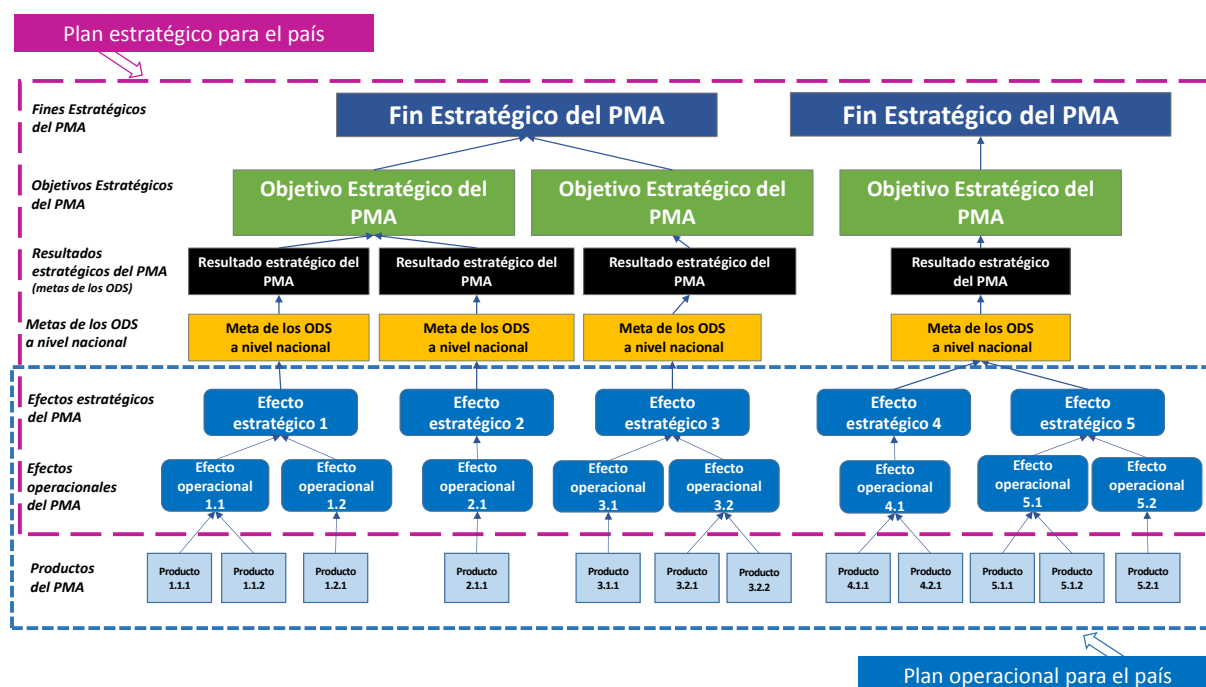 Plan estratégico para el país
Fines Estratégicos
del PMA
Fin Estratégico del PMA
Fin Estratégico del PMA
Objetivos Estratégicos
del PMA
Objetivo Estratégico del
PMA
Objetivo Estratégico del
PMA
Objetivo Estratégico del
PMA
Resultados
estratégicos del PMA
(metas de los ODS)
Resultado estratégico del
PMA
Resultado estratégico del
PMA
Resultado estratégico del
PMA
Resultado estratégico
del PMA
Metas de los ODS
a nivel nacional
Meta de los ODS
a nivel nacional
Meta de los ODS
a nivel nacional
Meta de los ODS
a nivel nacional
Meta de los ODS
a nivel nacional
Efectos estratégicos
del PMA
Efecto
estratégico 1
Efecto
estratégico 2
Efecto
estratégico 3
Efecto
estratégico 4
Efecto
estratégico 5
Efectos
operacionales
del PMA
Efecto
operacional
1.1
Efecto
operacional
1.2
Efecto
operacional
2.1
Efecto
operacional
3.1
Efecto
operacional
3.2
Efecto
operacional
4.1
Efecto
operacional
5.1
Efecto
operacional
5.2
Productos
del PMA
Producto
1.1.1
Producto
1.1.2
Producto
1.2.1
Producto
2.1.1
Producto
3.1.1
Producto
3.2.1
Producto
3.2.2
Producto
4.1.1
Producto
4.2.1
Producto
5.1.1
Producto
5.1.2
Producto
5.2.1
Plan operacional para el país